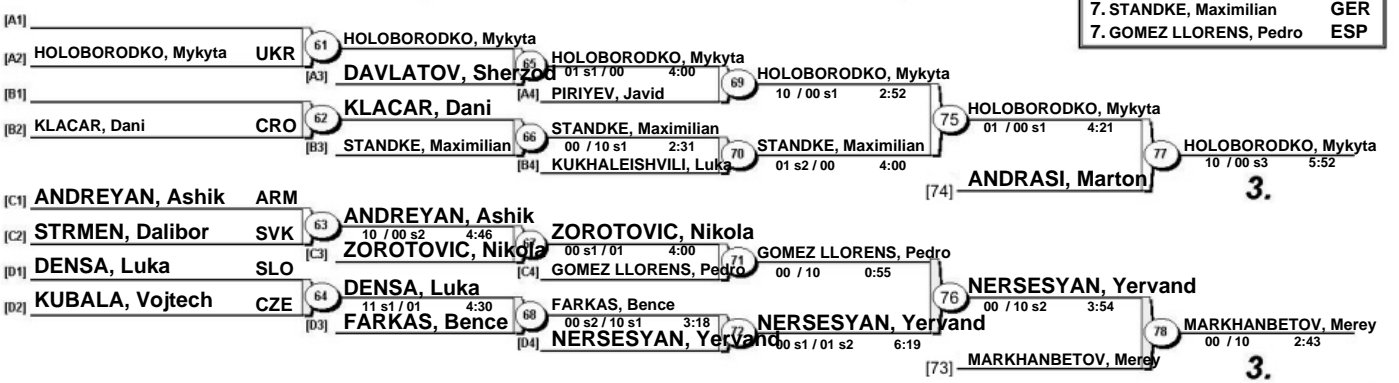 7. STANDKE, Maximilian GER
7. GOMEZ LLORENS, Pedro ESP
[A1]
[A2] HOLOBORODKO, Mykyta UKR
61
HOLOBORODKO, Mykyta
[A3] DAVLATOV, Sherzod
65
HOLOBORODKO, Mykyta
01 s1 / 00 4:00
[A4] PIRIYEV, Javid
69
HOLOBORODKO, Mykyta
10 / 00 s1 2:52
[B1]
[B2] KLACAR, Dani CRO
62
KLACAR, Dani
[B3] STANDKE, Maximilian
66
STANDKE, Maximilian
00 / 10 s1 2:31
[B4] KUKHALEISHVILI, Luka
70
STANDKE, Maximilian
01 s2 / 00 4:00
75
HOLOBORODKO, Mykyta
01 / 00 s1 4:21
[74] ANDRASI, Marton
77
HOLOBORODKO, Mykyta
10 / 00 s3 5:52
3.
[C1] ANDREYAN, Ashik ARM
[C2] STRMEN, Dalibor SVK
63
ANDREYAN, Ashik
10 / 00 s2 4:46
[C3] ZOROTOVIC, Nikola
67
ZOROTOVIC, Nikola
00 s1 / 01 4:00
[C4] GOMEZ LLORENS, Pedro
71
GOMEZ LLORENS, Pedro
00 / 10 0:55
[D1] DENSA, Luka SLO
[D2] KUBALA, Vojtech CZE
64
DENSA, Luka
11 s1 / 01 4:30
[D3] FARKAS, Bence
68
FARKAS, Bence
00 s2 / 10 s1 3:18
[D4] NERSESYAN, Yervand
72
NERSESYAN, Yervand
00 s1 / 01 s2 6:19
76
NERSESYAN, Yervand
00 / 10 s2 3:54
[73] MARKHANBETOV, Merey
78
MARKHANBETOV, Merey
00 / 10 2:43
3.